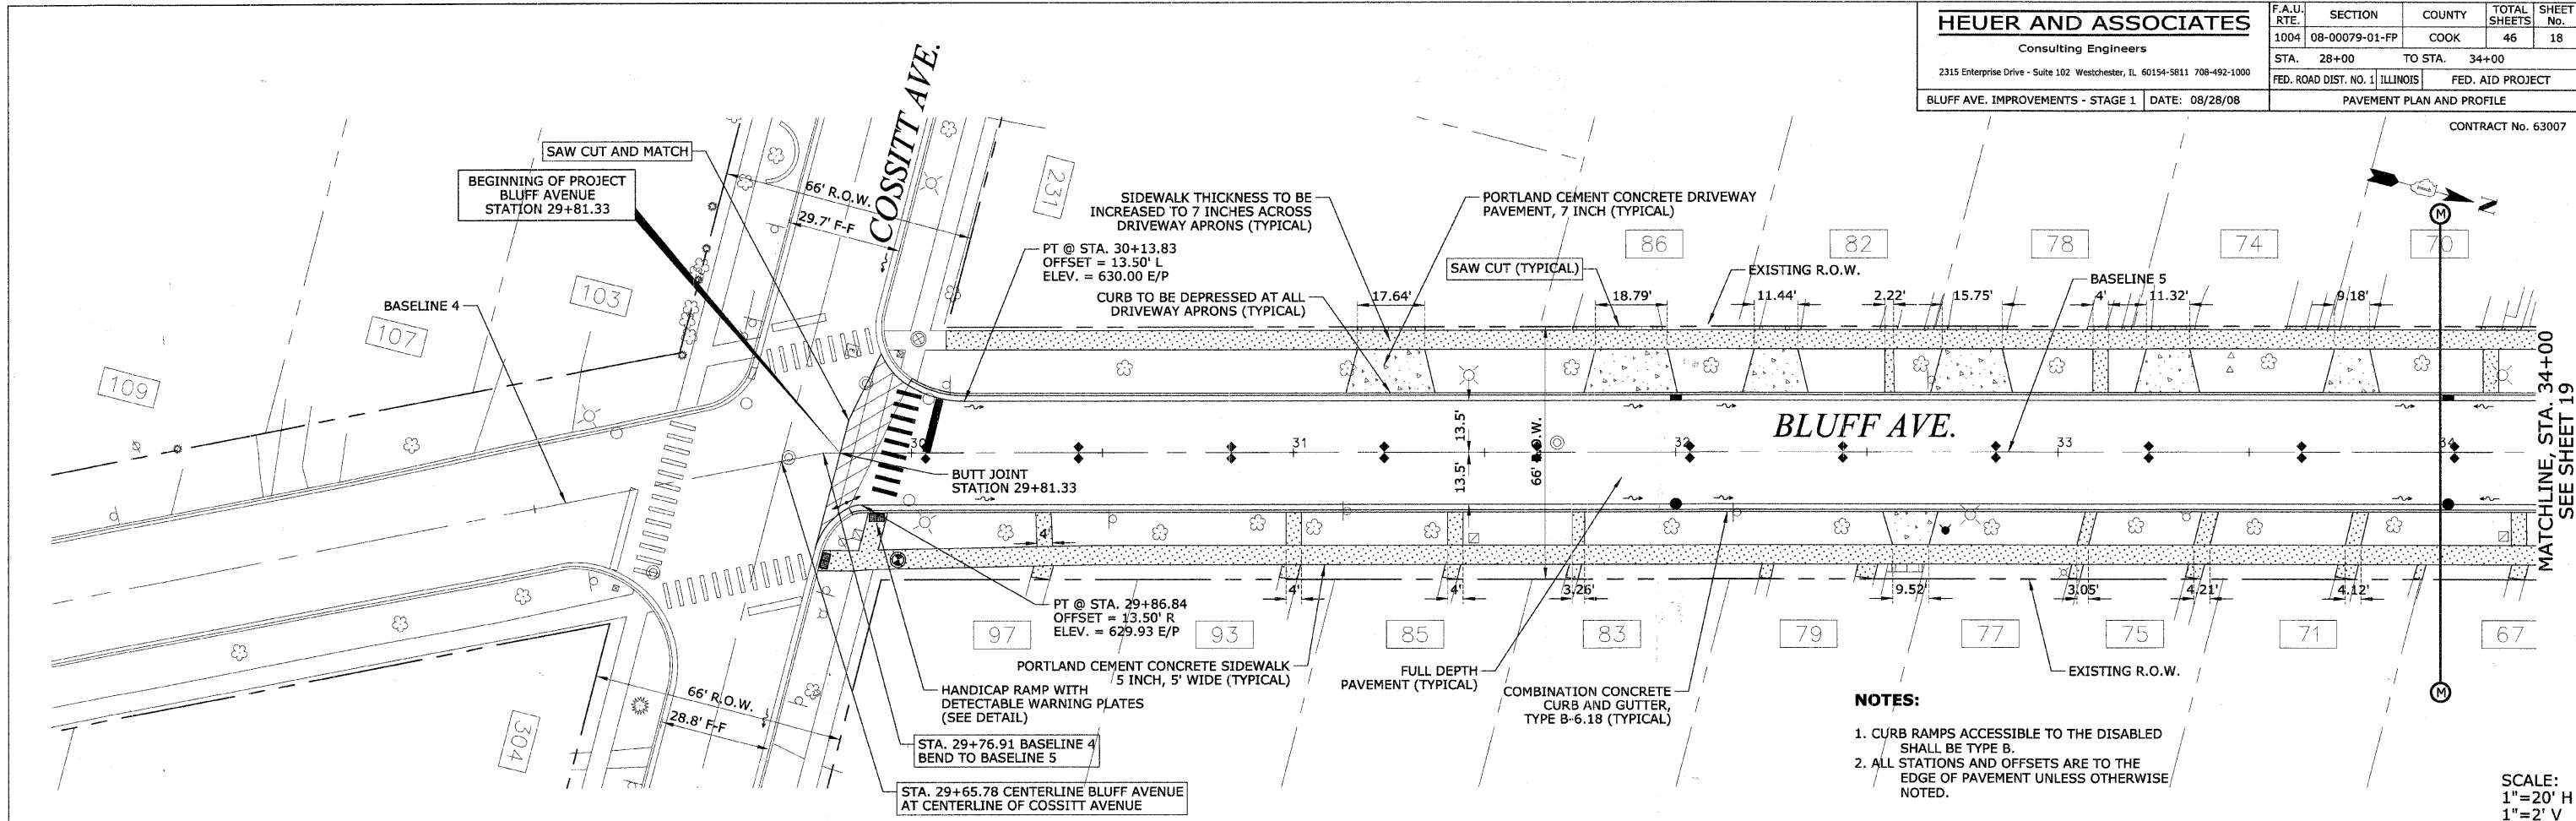 HEUER AND ASSOCIATES
Consulting Engineers
2315 Enterprise Drive - Suite 102 Westchester, IL 60154-5811 708-492-1000
BLUFF AVE. IMPROVEMENTS - STAGE 1
DATE: 08/28/08
F.A.U. RTE.
SECTION
COUNTY
TOTAL SHEETS
SHEET No.
1004
08-00079-01-FP
COOK
46
18
STA. 28+00 TO STA. 34+00
FED. ROAD DIST. NO. 1
ILLINOIS
FED. AID PROJECT
PAVEMENT PLAN AND PROFILE
CONTRACT No. 63007
N
COSSITT AVE.
SAW CUT AND MATCH
BEGINNING OF PROJECT
BLUFF AVENUE
STATION 29+81.33
66' R.O.W.
29.7' F-F
231
SIDEWALK THICKNESS TO BE
INCREASED TO 7 INCHES ACROSS
DRIVEWAY APRONS (TYPICAL)
PORTLAND CEMENT CONCRETE DRIVEWAY
PAVEMENT, 7 INCH (TYPICAL)
PT @ STA. 30+13.83
OFFSET = 13.50' L
ELEV. = 630.00 E/P
CURB TO BE DEPRESSED AT ALL
DRIVEWAY APRONS (TYPICAL)
SAW CUT (TYPICAL)
EXISTING R.O.W.
BASELINE 5
86
82
78
74
70
M
17.64'
18.79'
11.44'
2.22'
15.75'
4'
11.32'
9.18'
BASELINE 4
103
107
109
30
31
32
33
34
13.5'
13.5'
66' R.O.W.
BLUFF AVE.
MATCHLINE, STA. 34+00
SEE SHEET 19
BUTT JOINT
STATION 29+81.33
4'
4'
4'
3.26'
9.52'
3.05'
4.21'
4.12'
PT @ STA. 29+86.84
OFFSET = 13.50' R
ELEV. = 629.93 E/P
97
93
85
83
79
77
75
71
67
PORTLAND CEMENT CONCRETE SIDEWALK
5 INCH, 5' WIDE (TYPICAL)
FULL DEPTH
PAVEMENT (TYPICAL)
COMBINATION CONCRETE
CURB AND GUTTER,
TYPE B-6.18 (TYPICAL)
EXISTING R.O.W.
M
HANDICAP RAMP WITH
DETECTABLE WARNING PLATES
(SEE DETAIL)
66' R.O.W.
28.8' F-F
304
STA. 29+76.91 BASELINE 4
BEND TO BASELINE 5
STA. 29+65.78 CENTERLINE BLUFF AVENUE
AT CENTERLINE OF COSSITT AVENUE
NOTES:
1. CURB RAMPS ACCESSIBLE TO THE DISABLED
SHALL BE TYPE B.
2. ALL STATIONS AND OFFSETS ARE TO THE
EDGE OF PAVEMENT UNLESS OTHERWISE
NOTED.
SCALE:
1"=20' H
1"=2' V